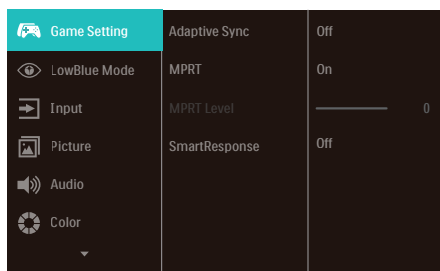 Game Setting Adaptive Sync Off
LowBlue Mode MPRT On
Input MPRT Level 0
Picture SmartResponse Off
Audio
Color